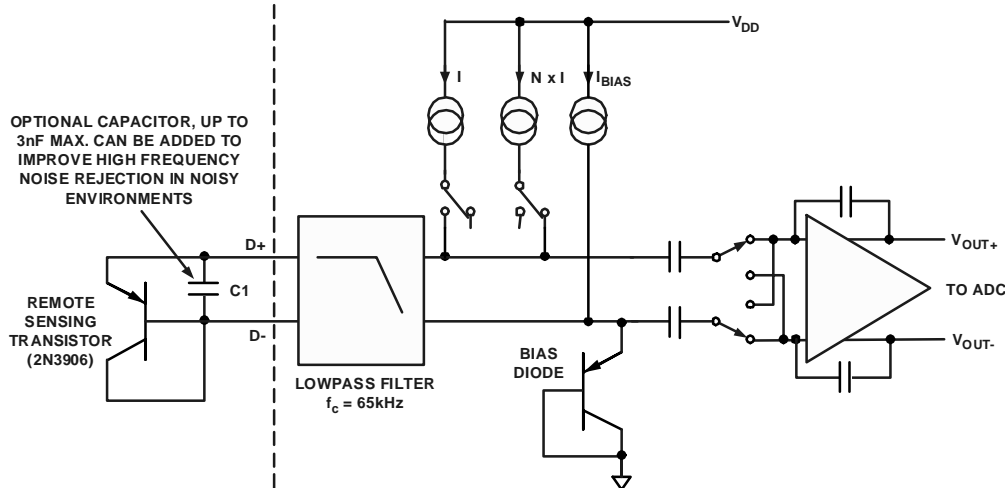 V_DD
I
N x I
I_BIAS
OPTIONAL CAPACITOR, UP TO
3nF MAX. CAN BE ADDED TO
IMPROVE HIGH FREQUENCY
NOISE REJECTION IN NOISY
ENVIRONMENTS
D+
C1
D-
REMOTE
SENSING
TRANSISTOR
(2N3906)
LOWPASS FILTER
f_c = 65kHz
BIAS
DIODE
V_OUT+
TO ADC
V_OUT-